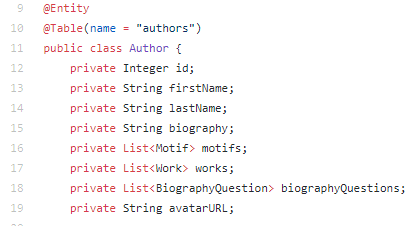 9 @Entity
10 @Table(name = "authors")
11 public class Author {
12 private Integer id;
13 private String firstName;
14 private String lastName;
15 private String biography;
16 private List<Motif> motifs;
17 private List<Work> works;
18 private List<BiographyQuestion> biographyQuestions;
19 private String avatarURL;